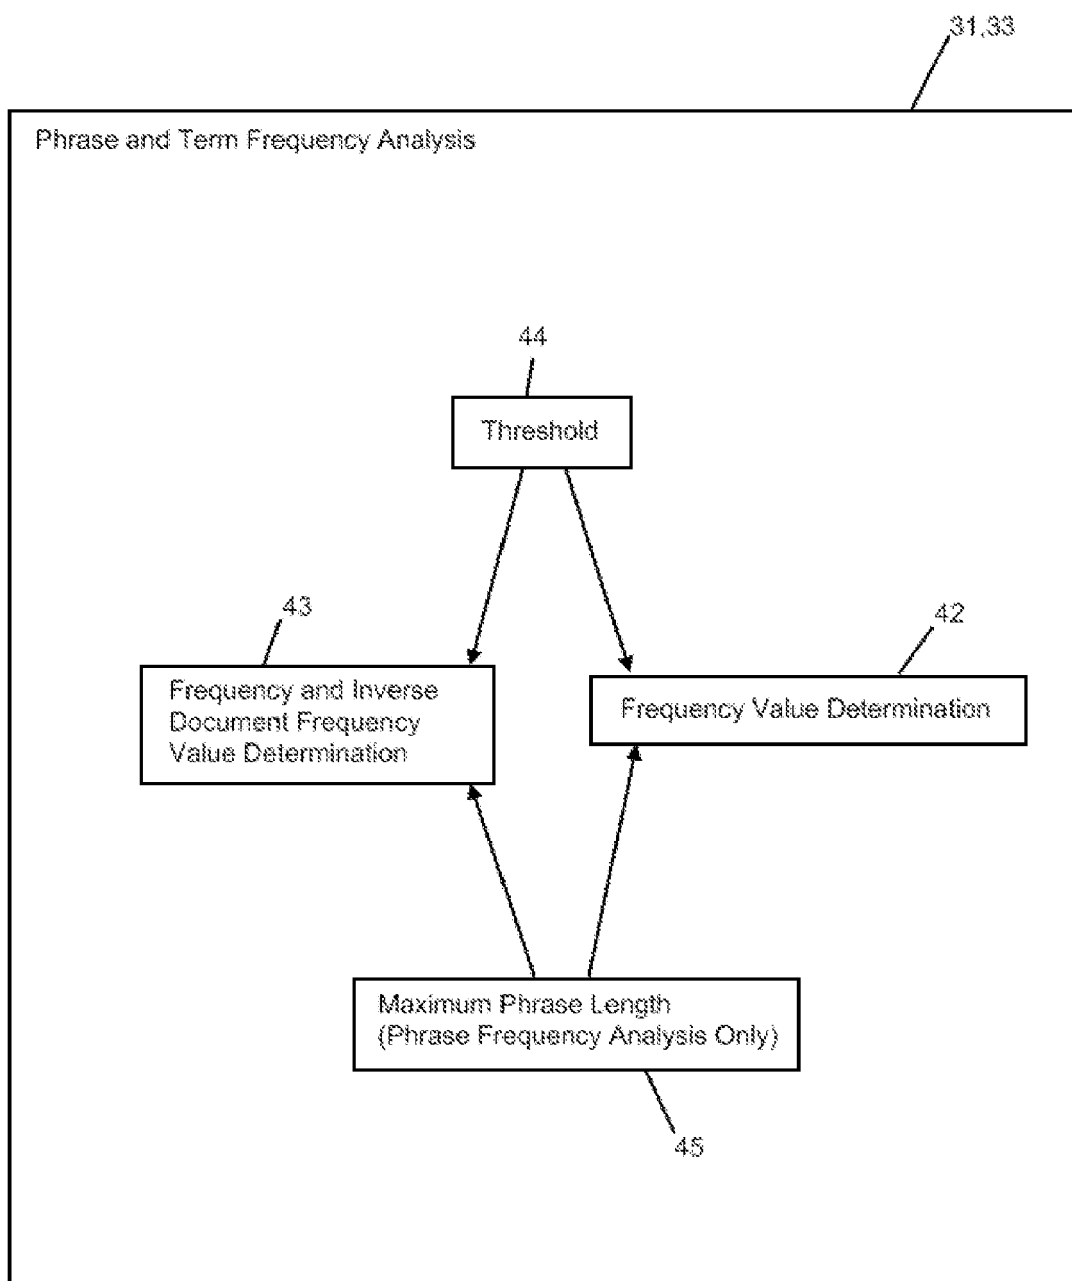 31,33
Phrase and Term Frequency Analysis
44
Threshold
43
42
Frequency and Inverse
Document Frequency
Value Determination
Frequency Value Determination
Maximum Phrase Length
(Phrase Frequency Analysis Only)
45